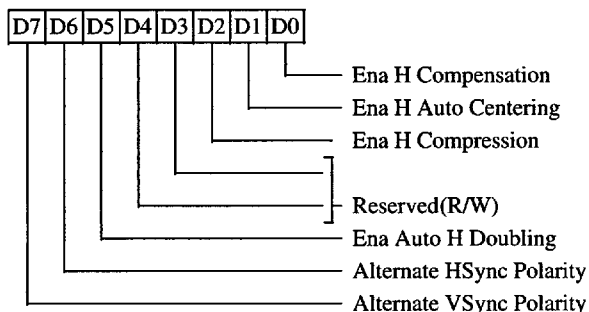 D7 D6 D5 D4 D3 D2 D1 D0
Ena H Compensation
Ena H Auto Centering
Ena H Compression
Reserved(R/W)
Ena Auto H Doubling
Alternate HSync Polarity
Alternate VSync Polarity